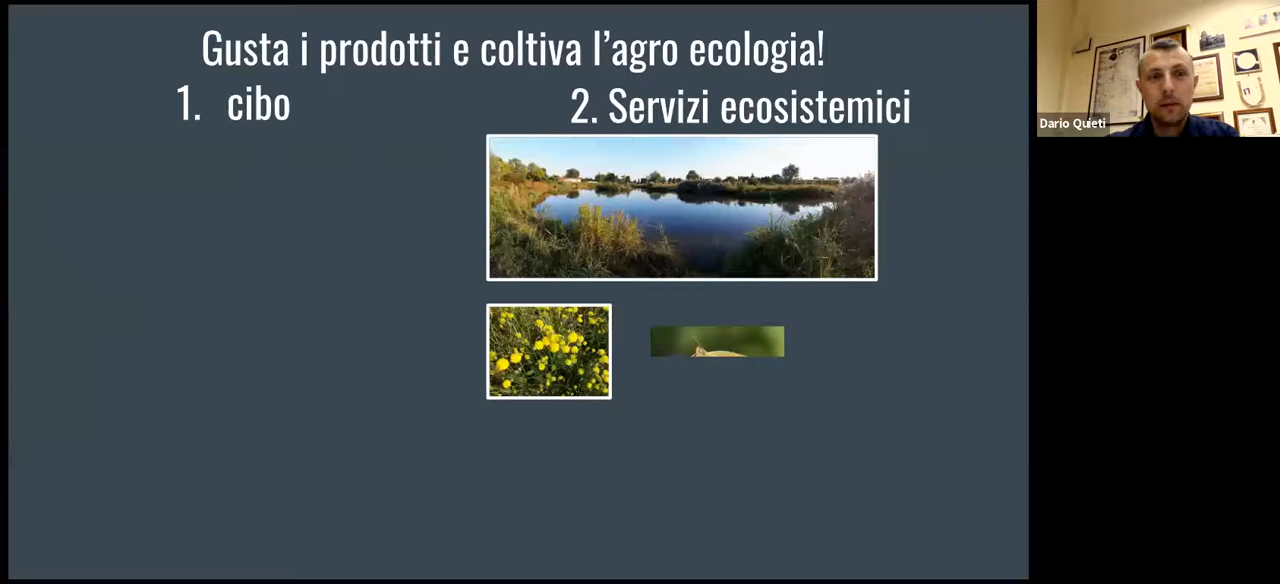 Gusta i prodotti e coltiva l’agro ecologia!
1. cibo
2. Servizi ecosistemici
Dario Quieti